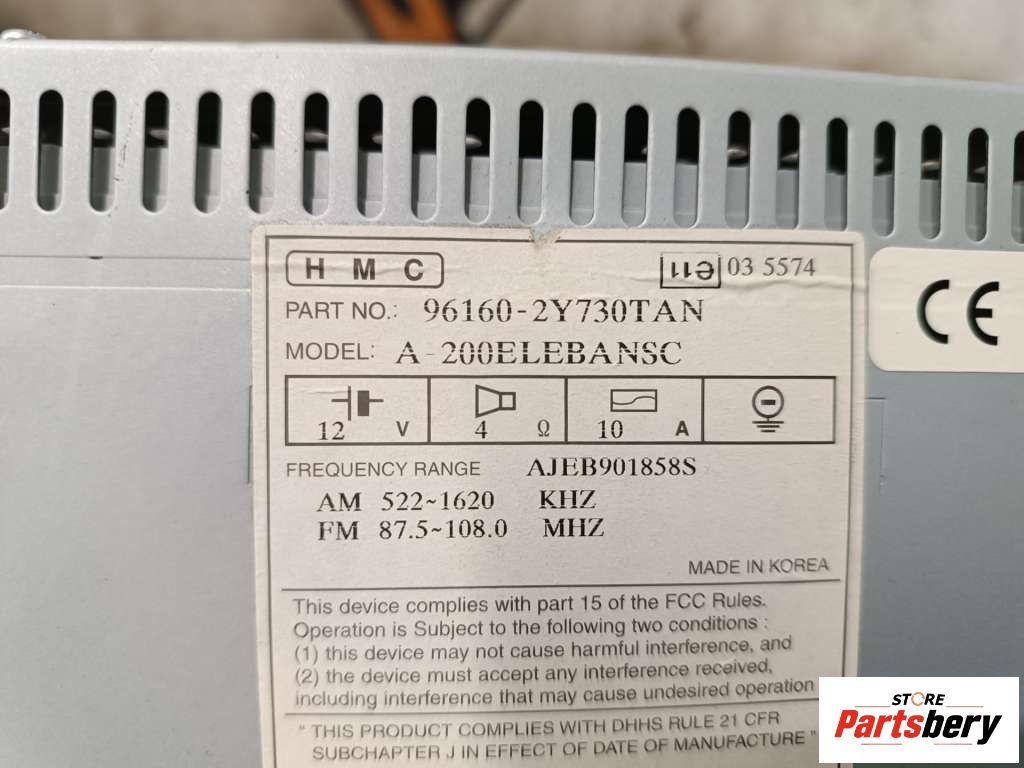 H M C
e11 03 5574
PART NO.: 96160-2Y730TAN
MODEL: A-200ELEBANSC
12 V 4 Ω 10 A
FREQUENCY RANGE AJEB901858S
AM 522~1620 KHZ
FM 87.5~108.0 MHZ
MADE IN KOREA
This device complies with part 15 of the FCC Rules.
Operation is Subject to the following two conditions :
(1) this device may not cause harmful interference, and
(2) the device must accept any interference received,
including interference that may cause undesired operation
" THIS PRODUCT COMPLIES WITH DHHS RULE 21 CFR
SUBCHAPTER J IN EFFECT OF DATE OF MANUFACTURE "
CE
STORE
Partsbery